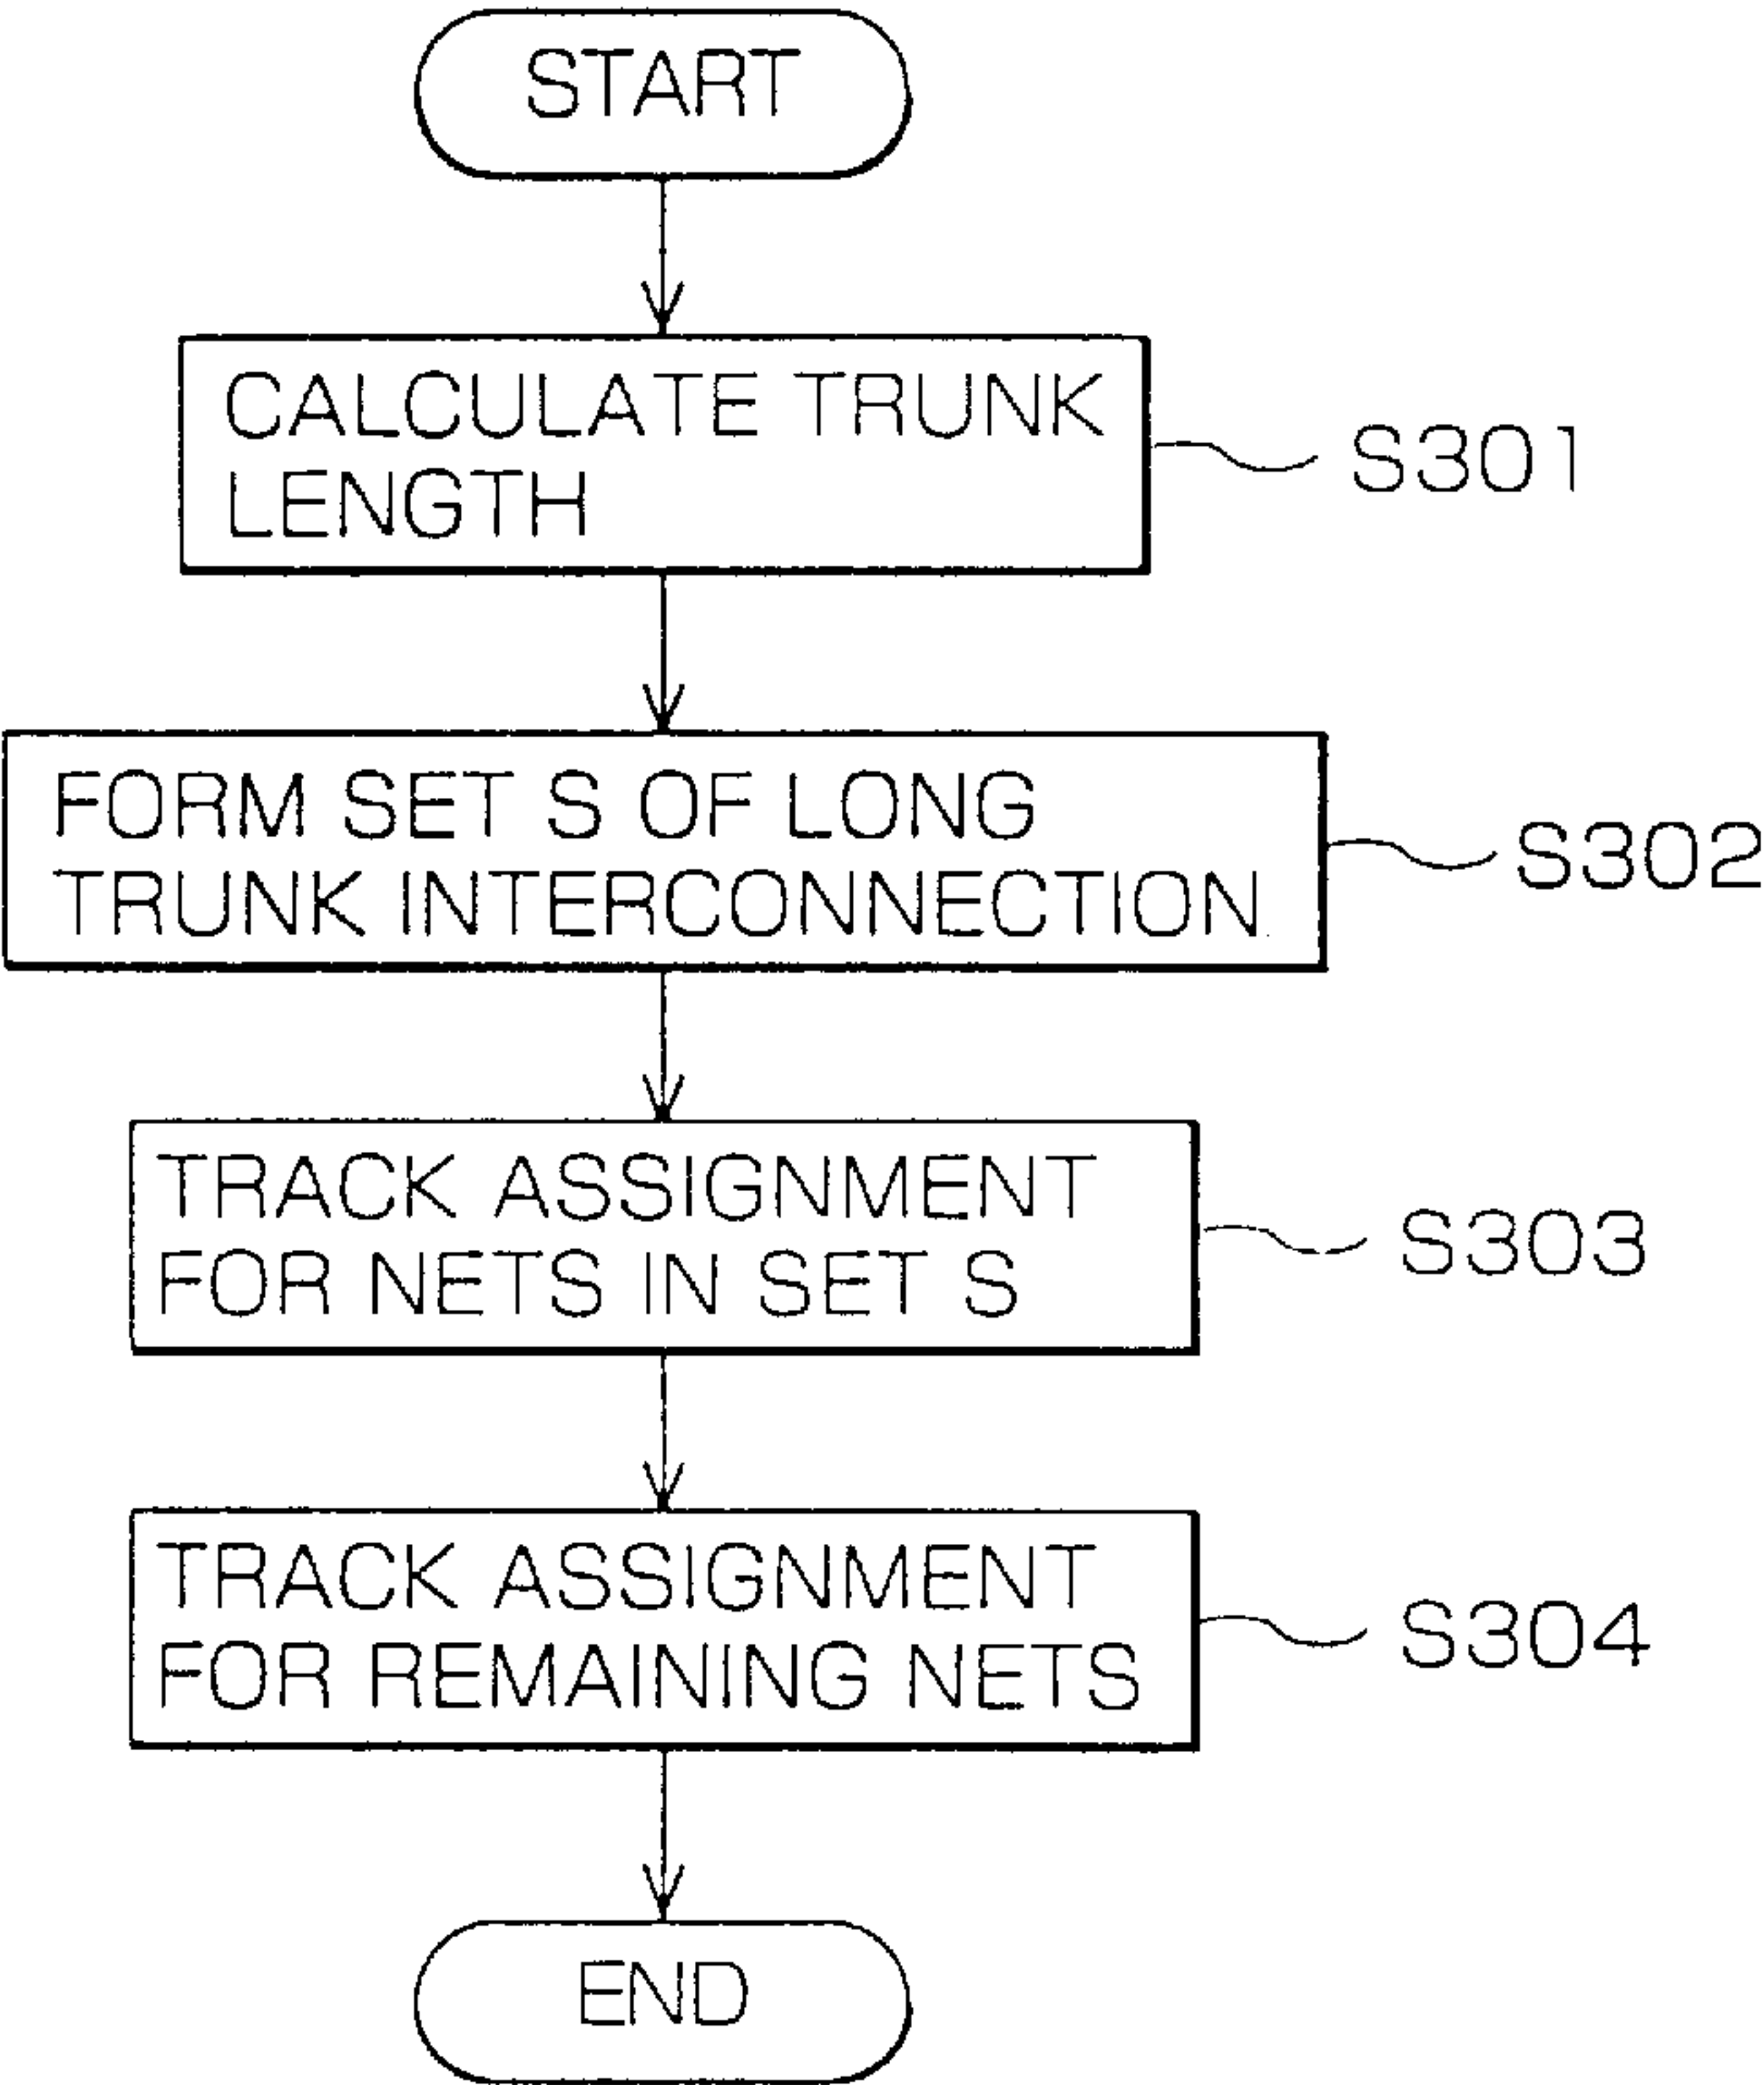 START
CALCULATE TRUNK
LENGTH
S301
FORM SET S OF LONG
TRUNK INTERCONNECTION
S302
TRACK ASSIGNMENT
FOR NETS IN SET S
S303
TRACK ASSIGNMENT
FOR REMAINING NETS
S304
END